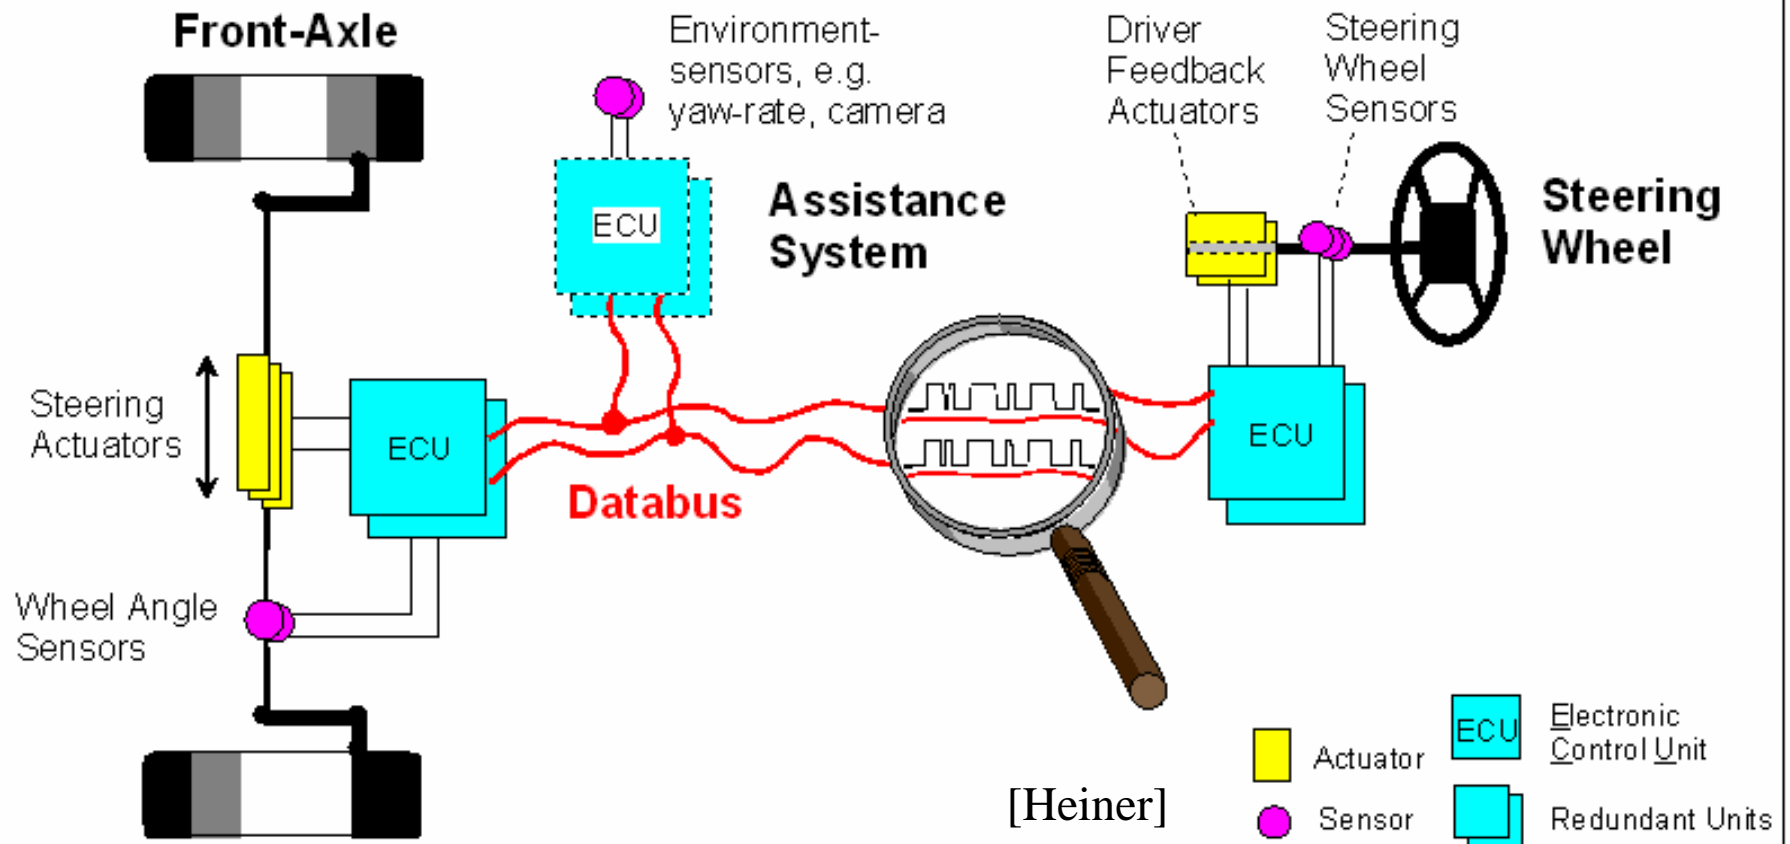 Front-Axle
Environment-
sensors, e.g.
yaw-rate, camera
Driver
Feedback
Actuators
Steering
Wheel
Sensors
ECU
Assistance
System
Steering
Wheel
Steering
Actuators
ECU
Databus
ECU
Wheel Angle
Sensors
[Heiner]
Actuator
Sensor
ECU
Electronic
Control Unit
Redundant Units